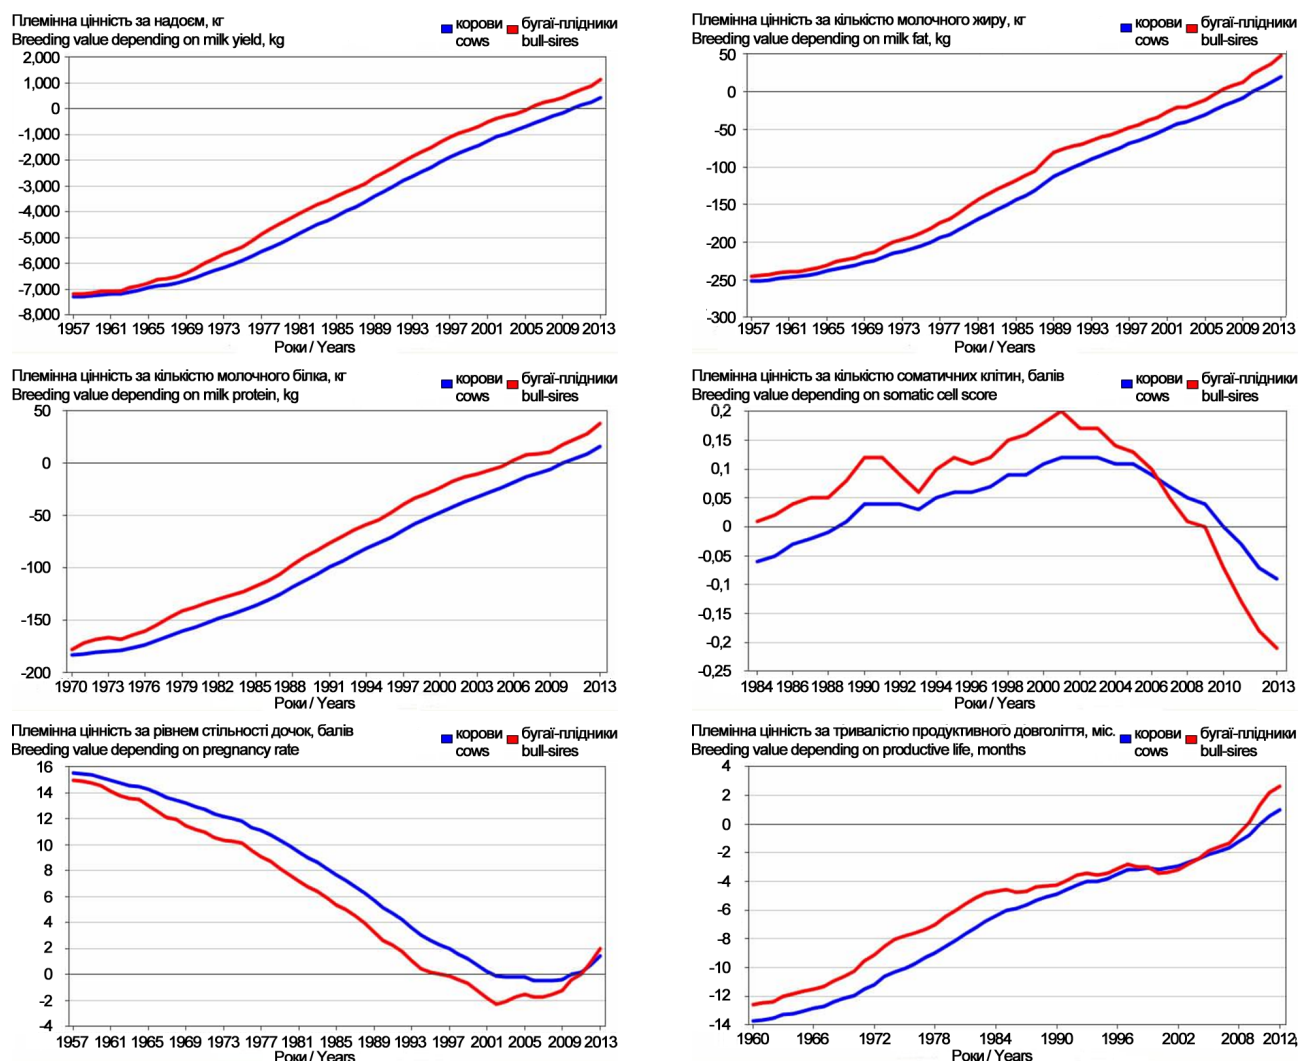 Племінна цінність за надоєм, кг
Breeding value depending on milk yield, kg
корови
cows
бугаї-плідники
bull-sires
2,000
1,000
0
-1,000
-2,000
-3,000
-4,000
-5,000
-6,000
-7,000
-8,000
1957 1961 1965 1969 1973 1977 1981 1985 1989 1993 1997 2001 2005 2009 2013
Роки / Years
Племінна цінність за кількістю молочного жиру, кг
Breeding value depending on milk fat, kg
корови
cows
бугаї-плідники
bull-sires
50
0
-50
-100
-150
-200
-250
-300
1957 1961 1965 1969 1973 1977 1981 1985 1989 1993 1997 2001 2005 2009 2013
Роки / Years
Племінна цінність за кількістю молочного білка, кг
Breeding value depending on milk protein, kg
корови
cows
бугаї-плідники
bull-sires
50
0
-50
-100
-150
-200
1970 1973 1976 1979 1982 1985 1988 1991 1994 1997 2000 2003 2006 2009 2013
Племінна цінність за кількістю соматичних клітин, балів
Breeding value depending on somatic cell score
корови
cows
бугаї-плідники
bull-sires
0,2
0,15
0,1
0,05
0
-0,05
-0,1
-0,15
-0,2
-0,25
1984 1986 1988 1990 1992 1994 1996 1998 2000 2002 2004 2006 2008 2010 2013
Роки / Years
Племінна цінність за рівнем стільності дочок, балів
Breeding value depending on pregnancy rate
корови
cows
бугаї-плідники
bull-sires
16
14
12
10
8
6
4
2
0
-2
-4
1957 1961 1965 1969 1973 1977 1981 1985 1989 1993 1997 2001 2005 2009 2013
Роки / Years
Племінна цінність за тривалістю продуктивного довголіття, міс.
Breeding value depending on productive life, months
корови
cows
бугаї-плідники
bull-sires
4
2
0
-2
-4
-6
-8
-10
-12
-14
1960 1966 1972 1978 1984 1990 1996 2002 2008 2012,
Роки / Years